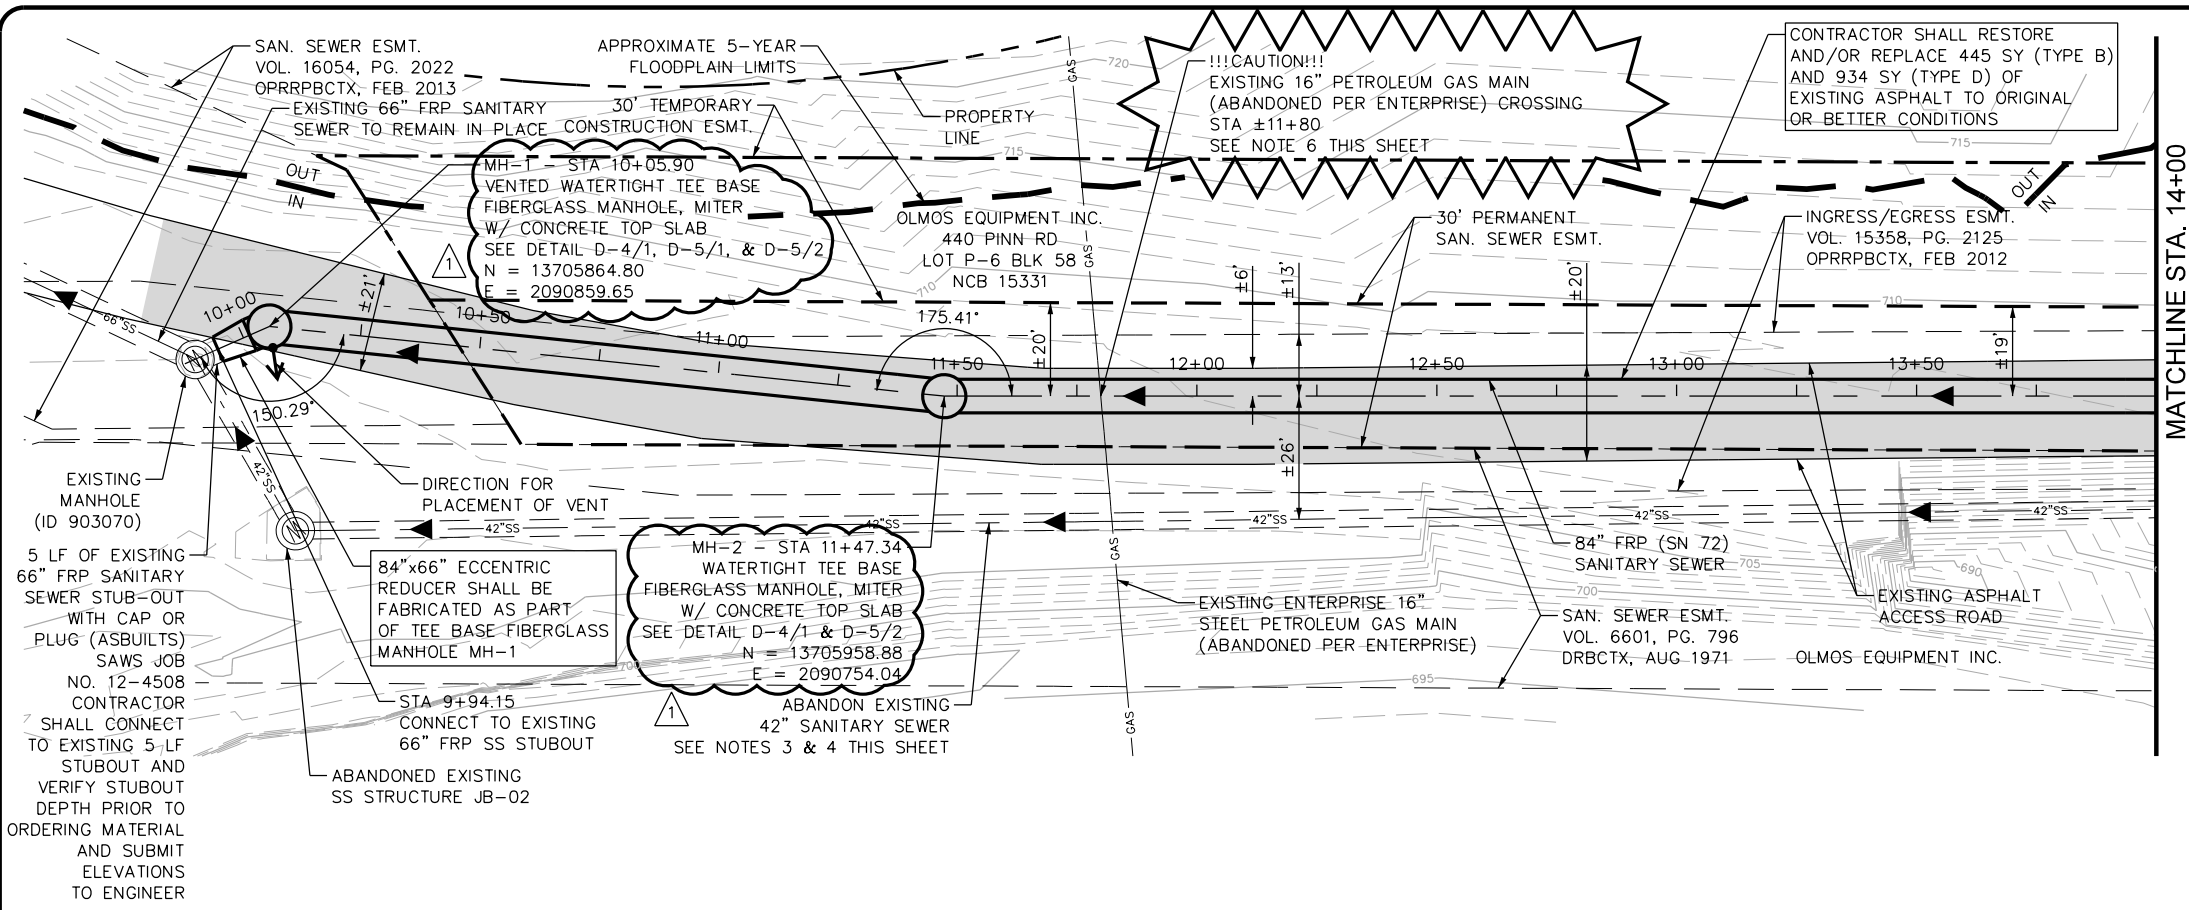 SAN. SEWER ESMT.
VOL. 16054, PG. 2022
OPRRPBCTX, FEB 2013
EXISTING 66" FRP SANITARY
SEWER TO REMAIN IN PLACE
APPROXIMATE 5-YEAR
FLOODPLAIN LIMITS
30' TEMPORARY
CONSTRUCTION ESMT.
PROPERTY
LINE
GAS
720
!!!CAUTION!!!
EXISTING 16" PETROLEUM GAS MAIN
(ABANDONED PER ENTERPRISE) CROSSING
STA ±11+80
SEE NOTE 6 THIS SHEET
CONTRACTOR SHALL RESTORE
AND/OR REPLACE 445 SY (TYPE B)
AND 934 SY (TYPE D) OF
EXISTING ASPHALT TO ORIGINAL
OR BETTER CONDITIONS
715
715
MATCHLINE STA. 14+00
OUT
IN
OUT
IN
MH-1 - STA 10+05.90
VENTED WATERTIGHT TEE BASE
FIBERGLASS MANHOLE, MITER
W/ CONCRETE TOP SLAB
SEE DETAIL D-4/1, D-5/1, & D-5/2
N = 13705864.80
E = 2090859.65
1
OLMOS EQUIPMENT INC.
440 PINN RD
LOT P-6 BLK 58
NCB 15331
GAS
710
30' PERMANENT
SAN. SEWER ESMT.
INGRESS/EGRESS ESMT.
VOL. 15358, PG. 2125
OPRRPBCTX, FEB 2012
710
±21'
±20'
±6'
±13'
±20'
±19'
±26'
66"SS
10+00
10+50
11+00
11+50
12+00
12+50
13+00
13+50
175.41°
150.29°
EXISTING
MANHOLE
(ID 903070)
42"SS
DIRECTION FOR
PLACEMENT OF VENT
42"SS
42"SS
42"SS
42"SS
42"SS
5 LF OF EXISTING
66" FRP SANITARY
SEWER STUB-OUT
WITH CAP OR
PLUG (ASBUILTS)
SAWS JOB
NO. 12-4508
CONTRACTOR
SHALL CONNECT
TO EXISTING 5 LF
STUBOUT AND
VERIFY STUBOUT
DEPTH PRIOR TO
ORDERING MATERIAL
AND SUBMIT
ELEVATIONS
TO ENGINEER
84"x66" ECCENTRIC
REDUCER SHALL BE
FABRICATED AS PART
OF TEE BASE FIBERGLASS
MANHOLE MH-1
STA 9+94.15
CONNECT TO EXISTING
66" FRP SS STUBOUT
ABANDONED EXISTING
SS STRUCTURE JB-02
MH-2 - STA 11+47.34
WATERTIGHT TEE BASE
FIBERGLASS MANHOLE, MITER
W/ CONCRETE TOP SLAB
SEE DETAIL D-4/1 & D-5/2
N = 13705958.88
E = 2090754.04
700
1
ABANDON EXISTING
42" SANITARY SEWER
SEE NOTES 3 & 4 THIS SHEET
GAS
GAS
EXISTING ENTERPRISE 16"
STEEL PETROLEUM GAS MAIN
(ABANDONED PER ENTERPRISE)
695
84" FRP (SN 72)
SANITARY SEWER
705
700
690
SAN. SEWER ESMT.
VOL. 6601, PG. 796
DRBCTX, AUG 1971
EXISTING ASPHALT
ACCESS ROAD
OLMOS EQUIPMENT INC.